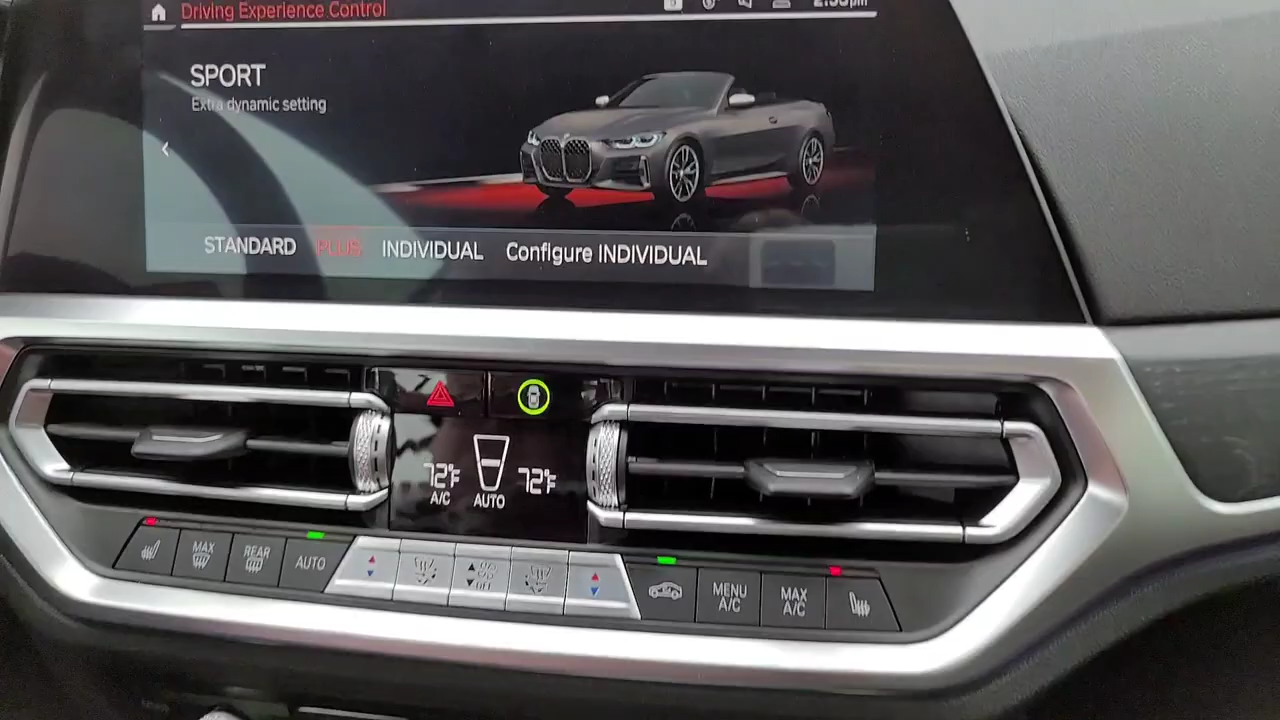 Driving Experience Control
SPORT
Extra dynamic setting
STANDARD PLUS INDIVIDUAL Configure INDIVIDUAL
72°F 72°F
A/C AUTO
MAX REAR AUTO OFF MENU A/C MAX A/C